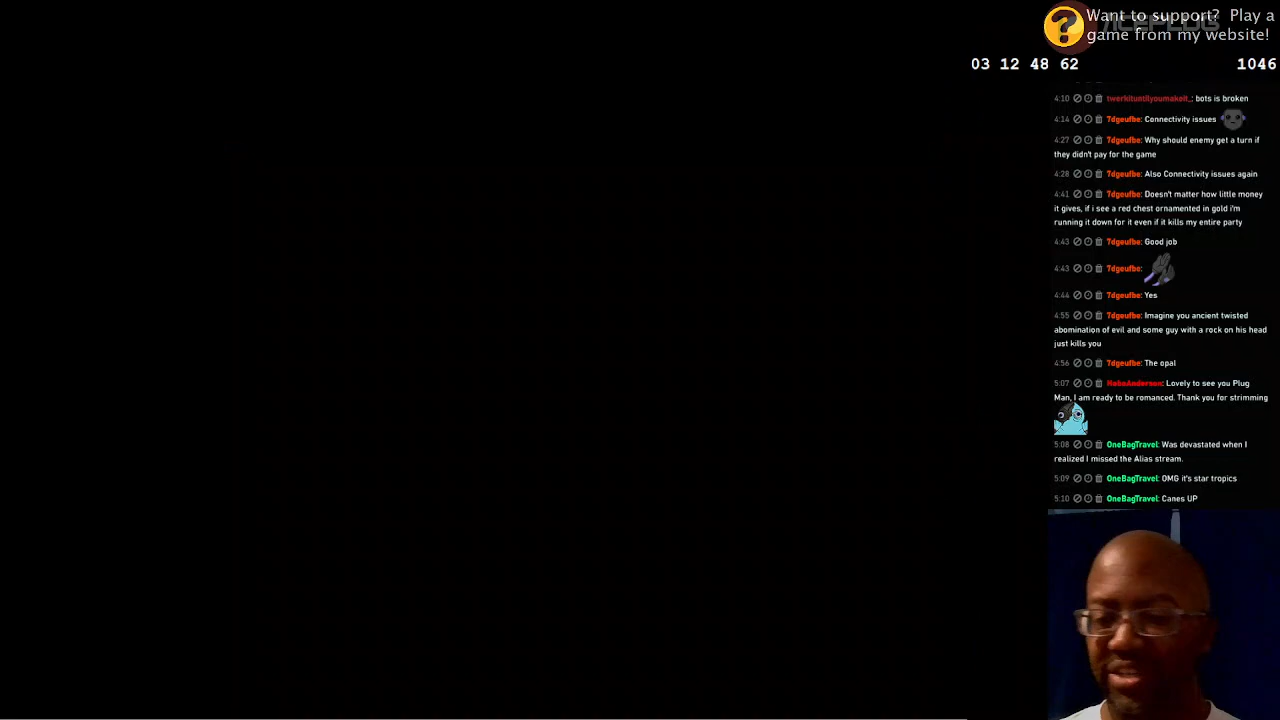 Want to support? Play a
game from my website!
03 12 48 62
1046
4:10 twerkituntilyoumakeit_: bots is broken
4:14 7dgeufbe: Connectivity issues
4:27 7dgeufbe: Why should enemy get a turn if
they didn't pay for the game
4:28 7dgeufbe: Also Connectivity issues again
4:41 7dgeufbe: Doesn't matter how little money
it gives, if i see a red chest ornamented in gold i'm
running it down for it even if it kills my entire party
4:43 7dgeufbe: Good job
4:43 7dgeufbe:
4:44 7dgeufbe: Yes
4:55 7dgeufbe: Imagine you ancient twisted
abomination of evil and some guy with a rock on his head
just kills you
4:56 7dgeufbe: The opal
5:07 HoboAnderson: Lovely to see you Plug
Man, I am ready to be romanced. Thank you for strimming
5:08 OneBagTravel: Was devastated when I
realized I missed the Alias stream.
5:09 OneBagTravel: OMG it's star tropics
5:10 OneBagTravel: Canes UP